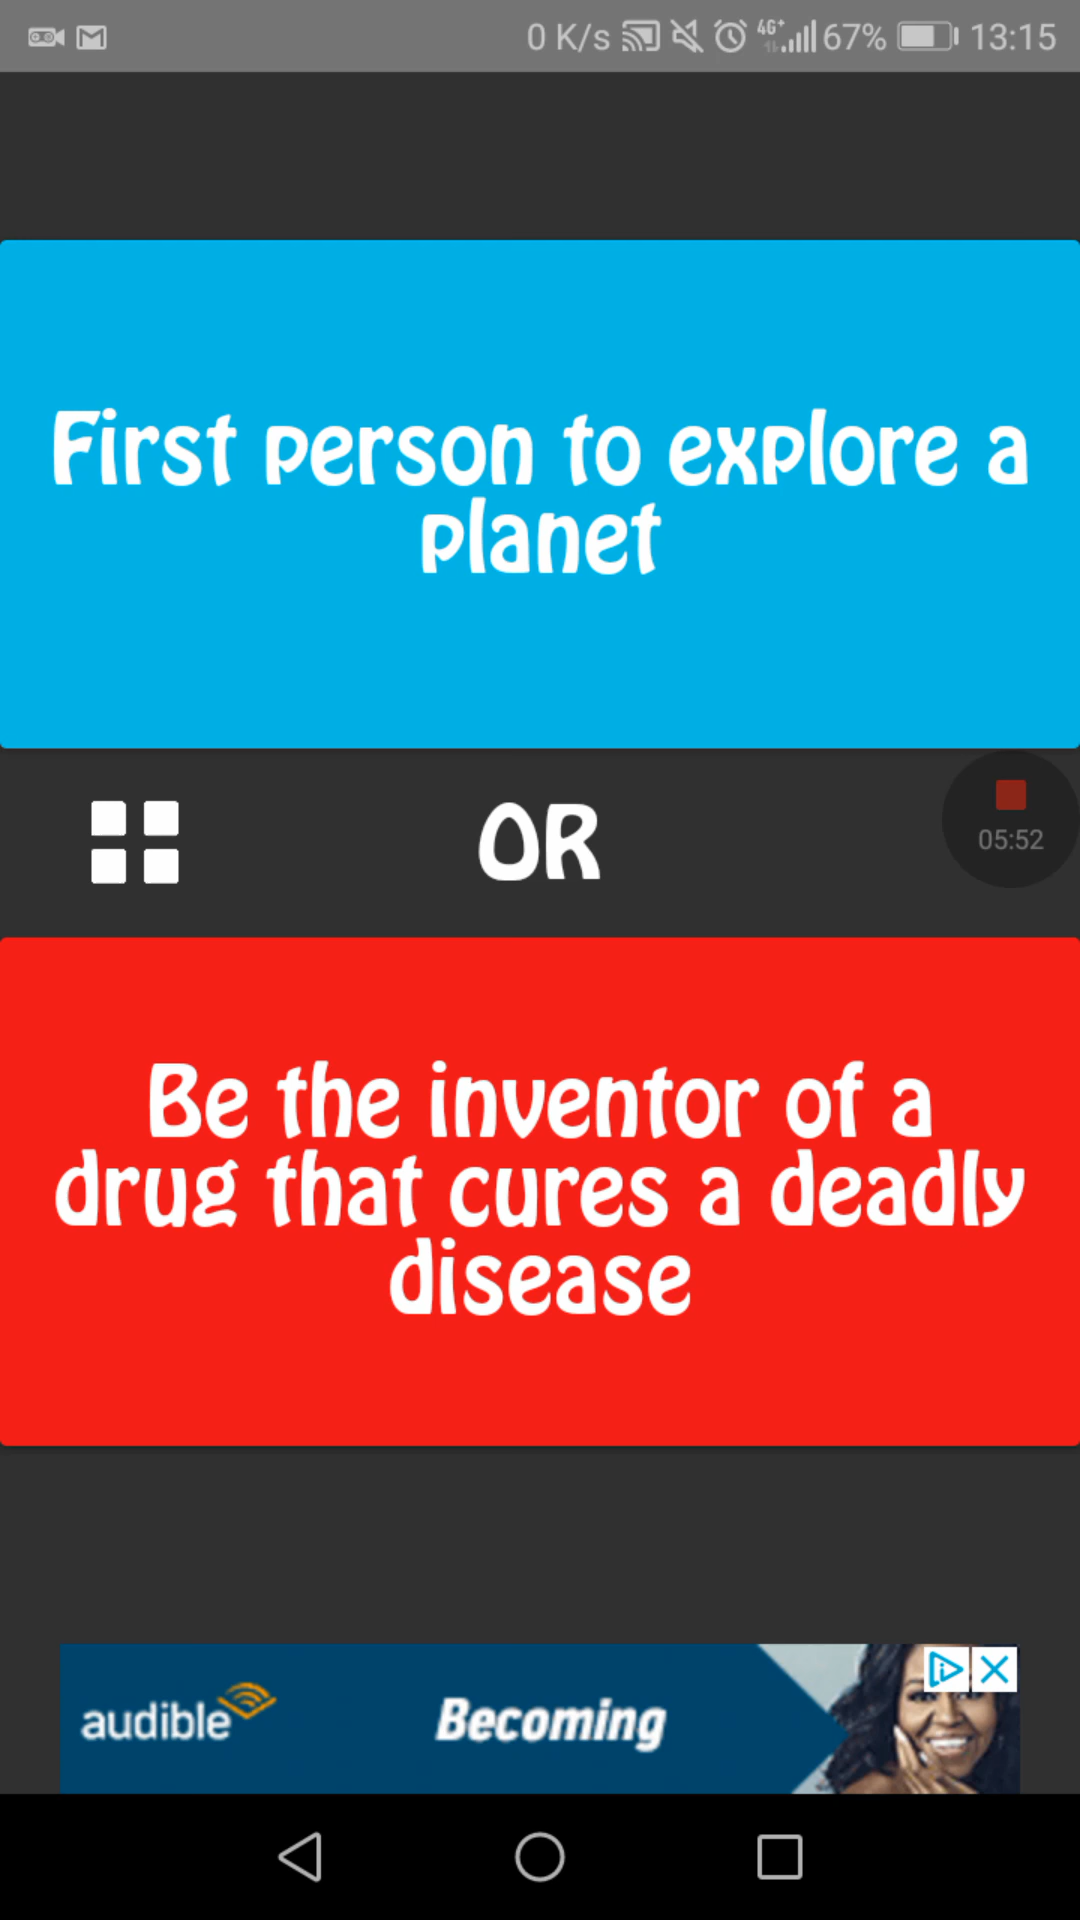 0 K/s 4G+ 67% 13:15
First person to explore a
planet
OR
05:52
Be the inventor of a
drug that cures a deadly
disease
audible Becoming